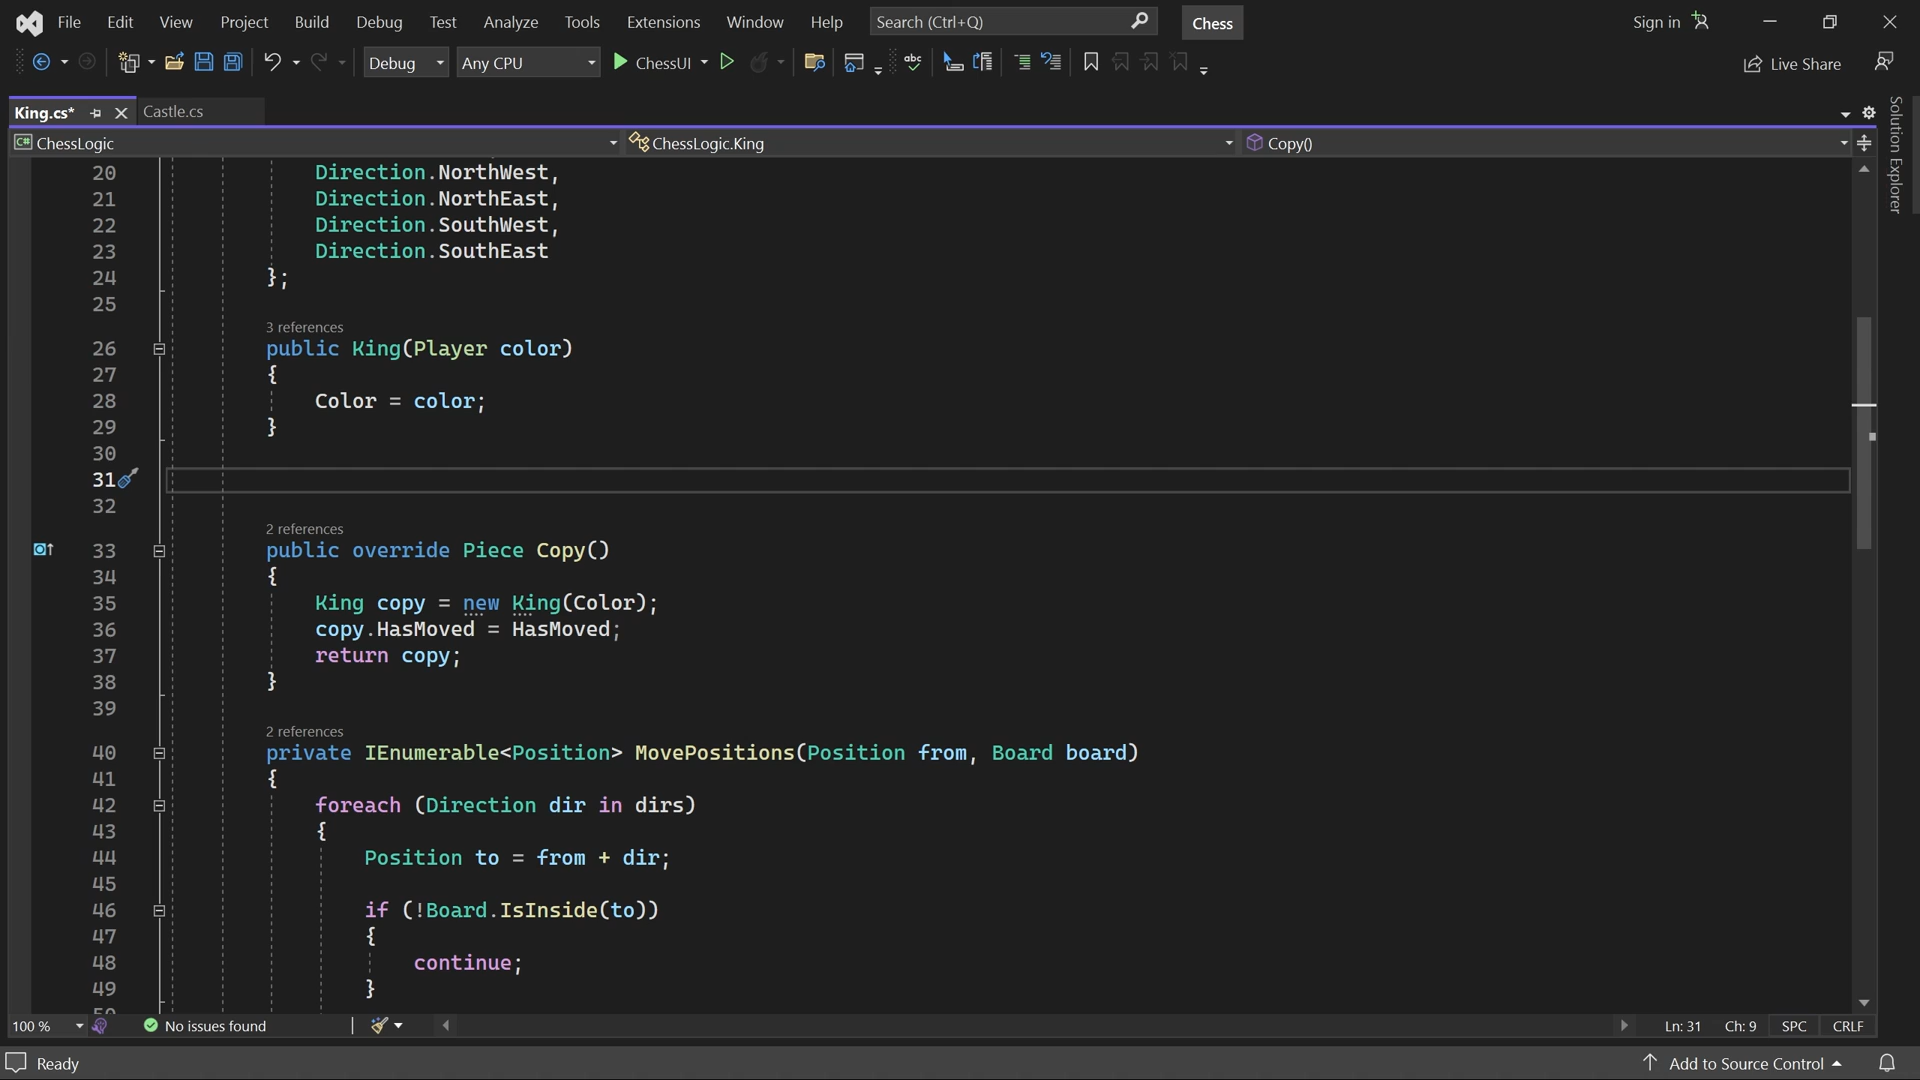 File Edit View Project Build Debug Test Analyze Tools Extensions Window Help Search (Ctrl+Q) Chess Sign in
Debug Any CPU ChessUI abc Live Share
King.cs* Castle.cs
Solution Explorer
C# ChessLogic ChessLogic.King Copy()
20 Direction.NorthWest,
21 Direction.NorthEast,
22 Direction.SouthWest,
23 Direction.SouthEast
24 };
25
3 references
26 public King(Player color)
27 {
28 Color = color;
29 }
30
31
32
2 references
33 public override Piece Copy()
34 {
35 King copy = new King(Color);
36 copy.HasMoved = HasMoved;
37 return copy;
38 }
39
2 references
40 private IEnumerable<Position> MovePositions(Position from, Board board)
41 {
42 foreach (Direction dir in dirs)
43 {
44 Position to = from + dir;
45
46 if (!Board.IsInside(to))
47 {
48 continue;
49 }
100 % No issues found Ln: 31 Ch: 9 SPC CRLF
Ready Add to Source Control